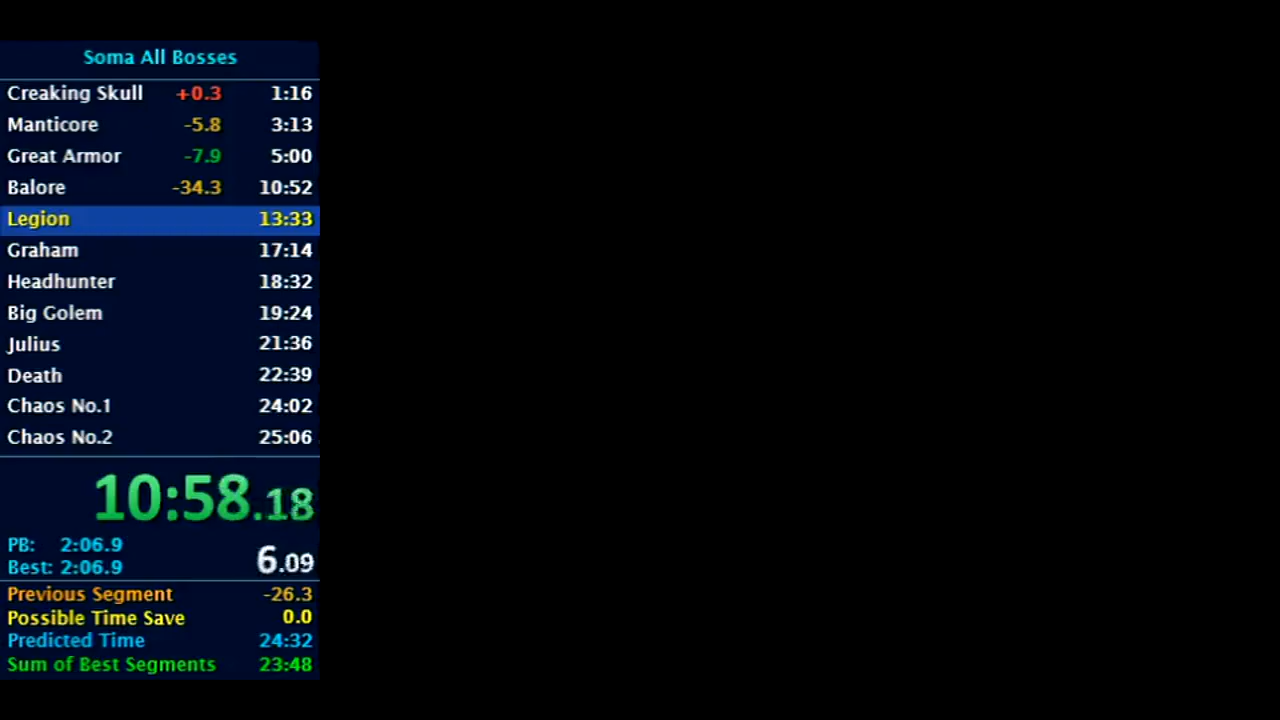 Soma All Bosses
Creaking Skull +0.3 1:16
Manticore -5.8 3:13
Great Armor -7.9 5:00
Balore -34.3 10:52
Legion 13:33
Graham 17:14
Headhunter 18:32
Big Golem 19:24
Julius 21:36
Death 22:39
Chaos No.1 24:02
Chaos No.2 25:06
10:58.18
PB: 2:06.9
Best: 2:06.9
6.09
Previous Segment -26.3
Possible Time Save 0.0
Predicted Time 24:32
Sum of Best Segments 23:48